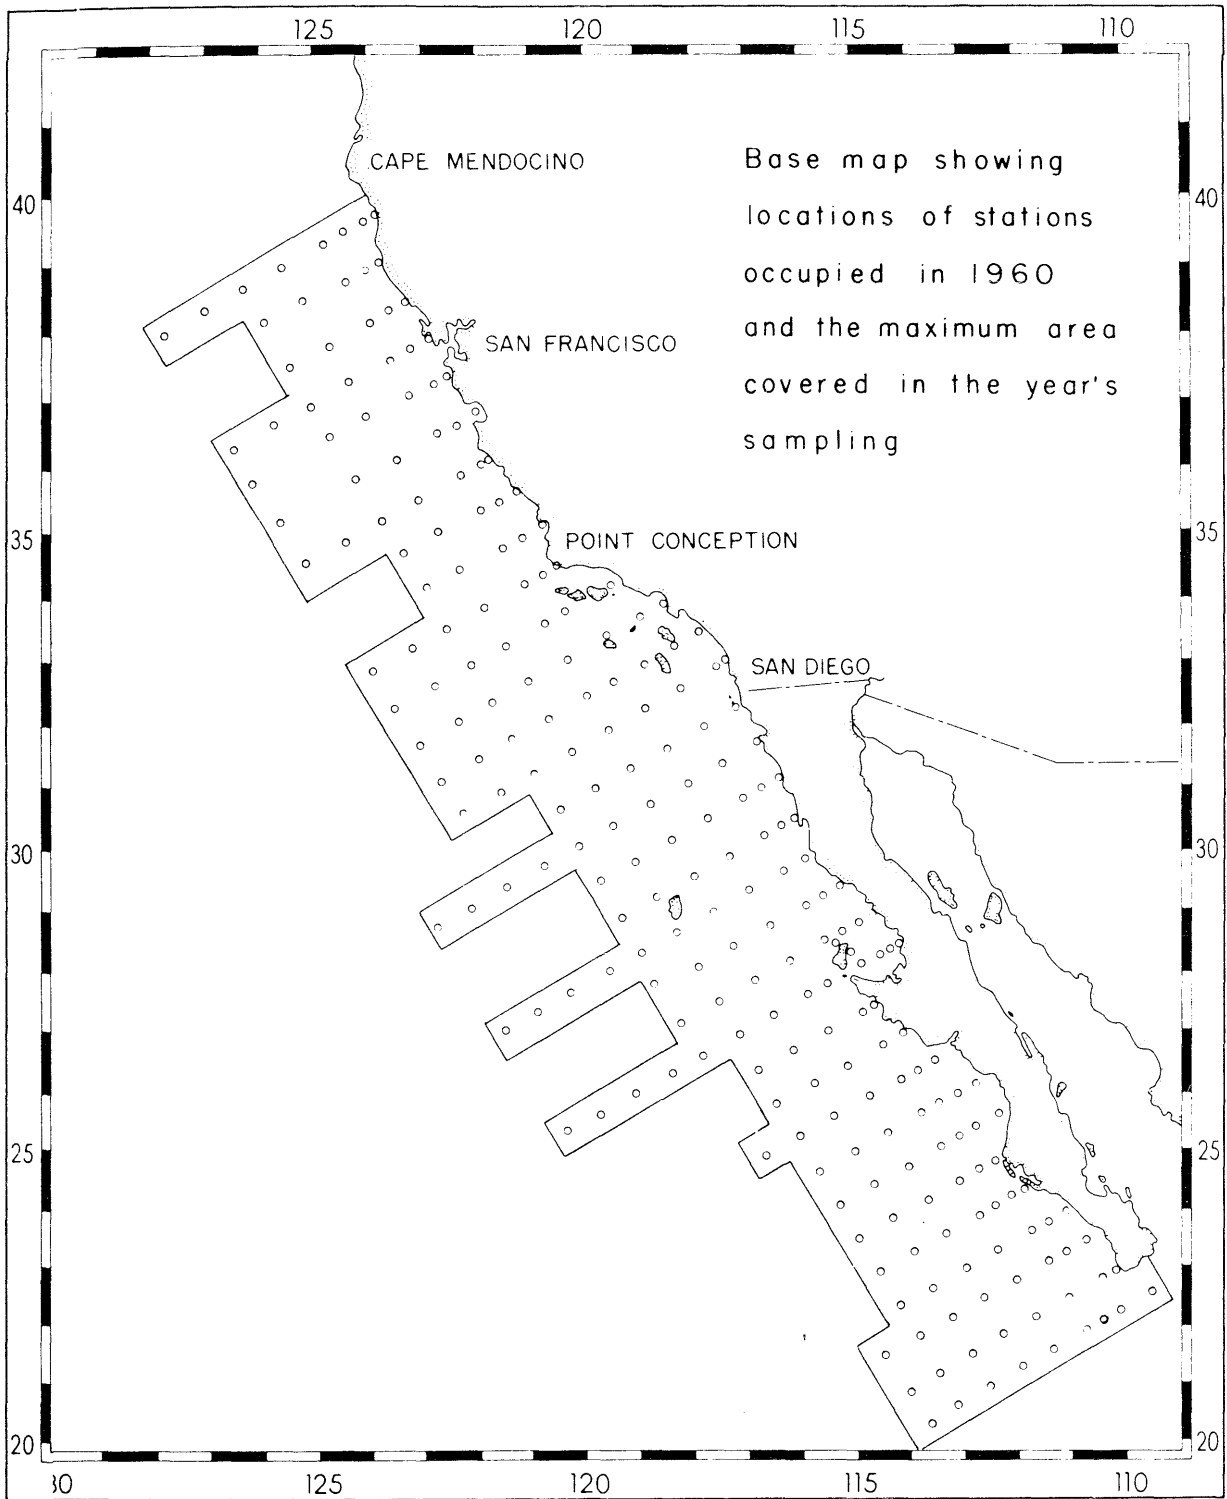 125 120 115 110
CAPE MENDOCINO
Base map showing
locations of stations
occupied in 1960
and the maximum area
covered in the year's
sampling
40 40
SAN FRANCISCO
35 35
POINT CONCEPTION
SAN DIEGO
30 30
25 25
20 20
30 125 120 115 110